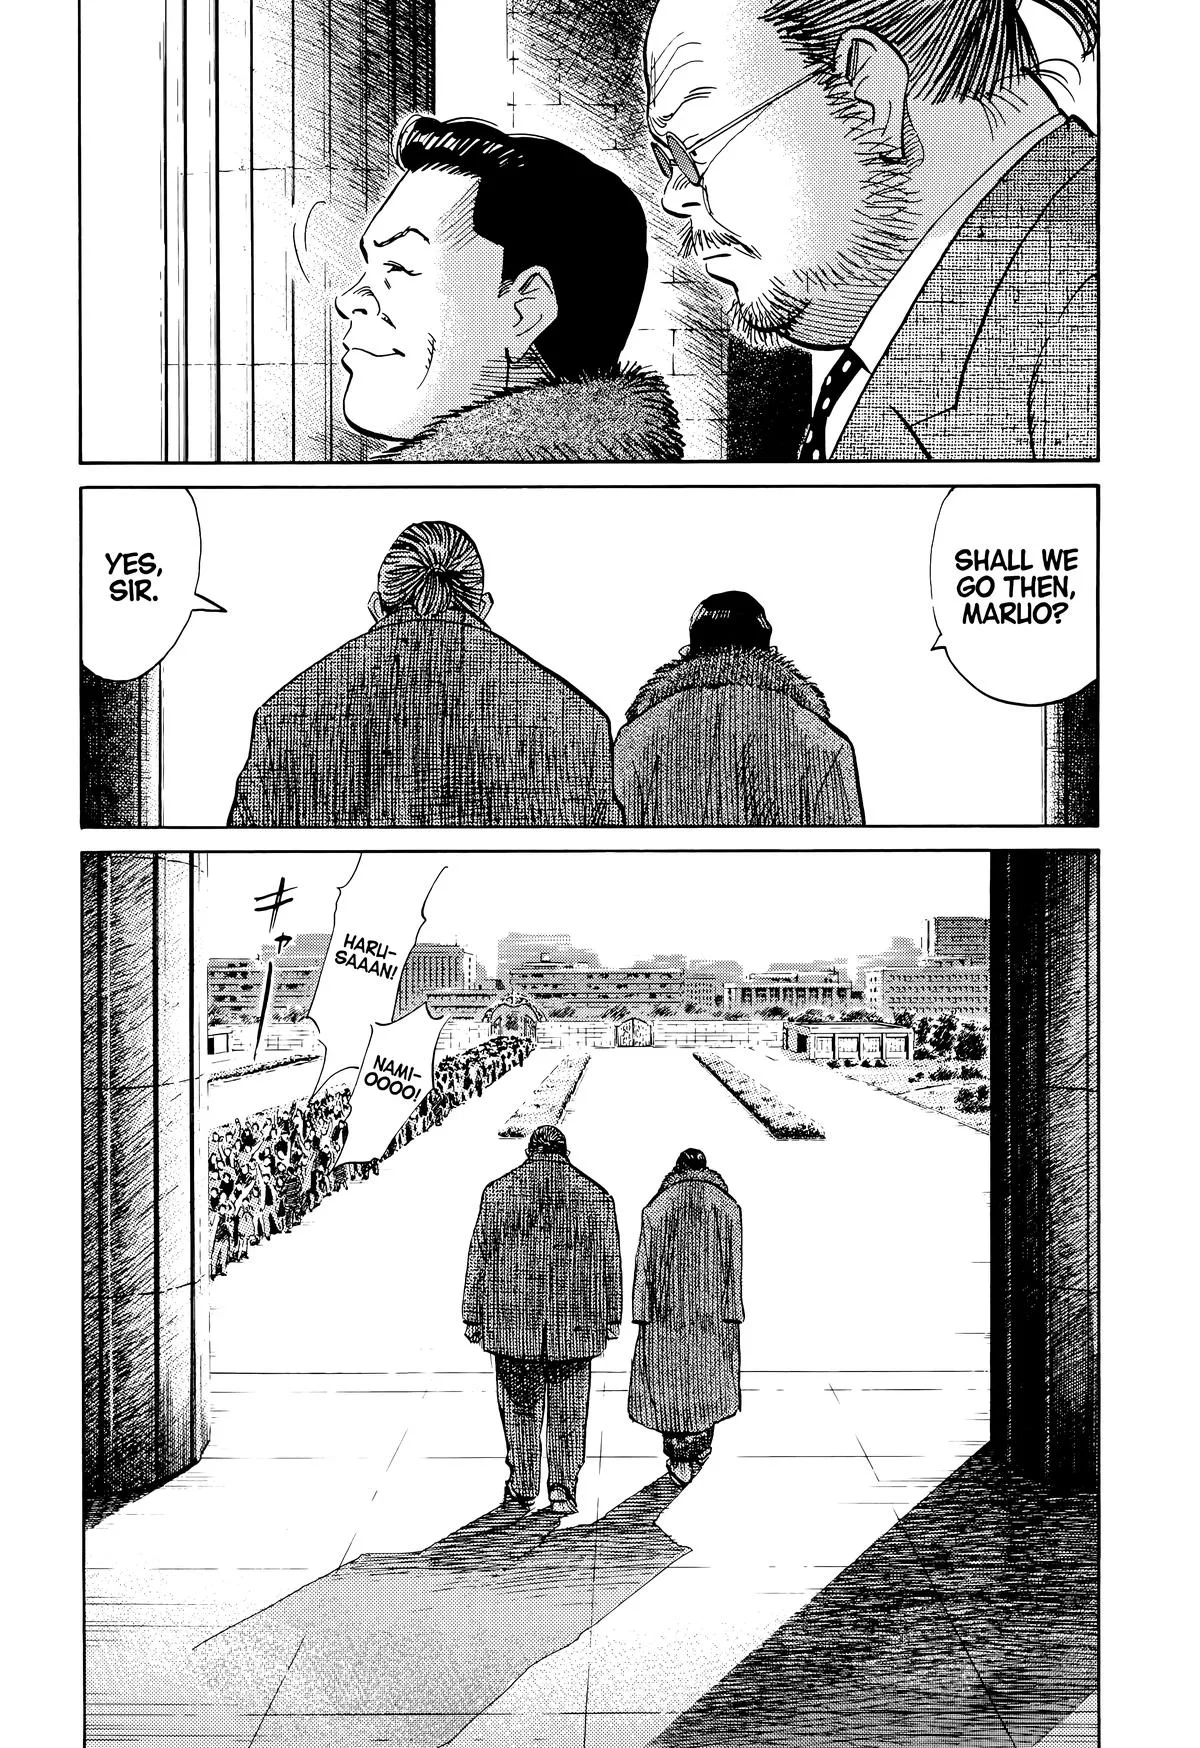 SHALL WE
GO THEN,
MARUO?
YES,
SIR.
キャ
HARU-
SAAAN!
NAMI-
OOOO!